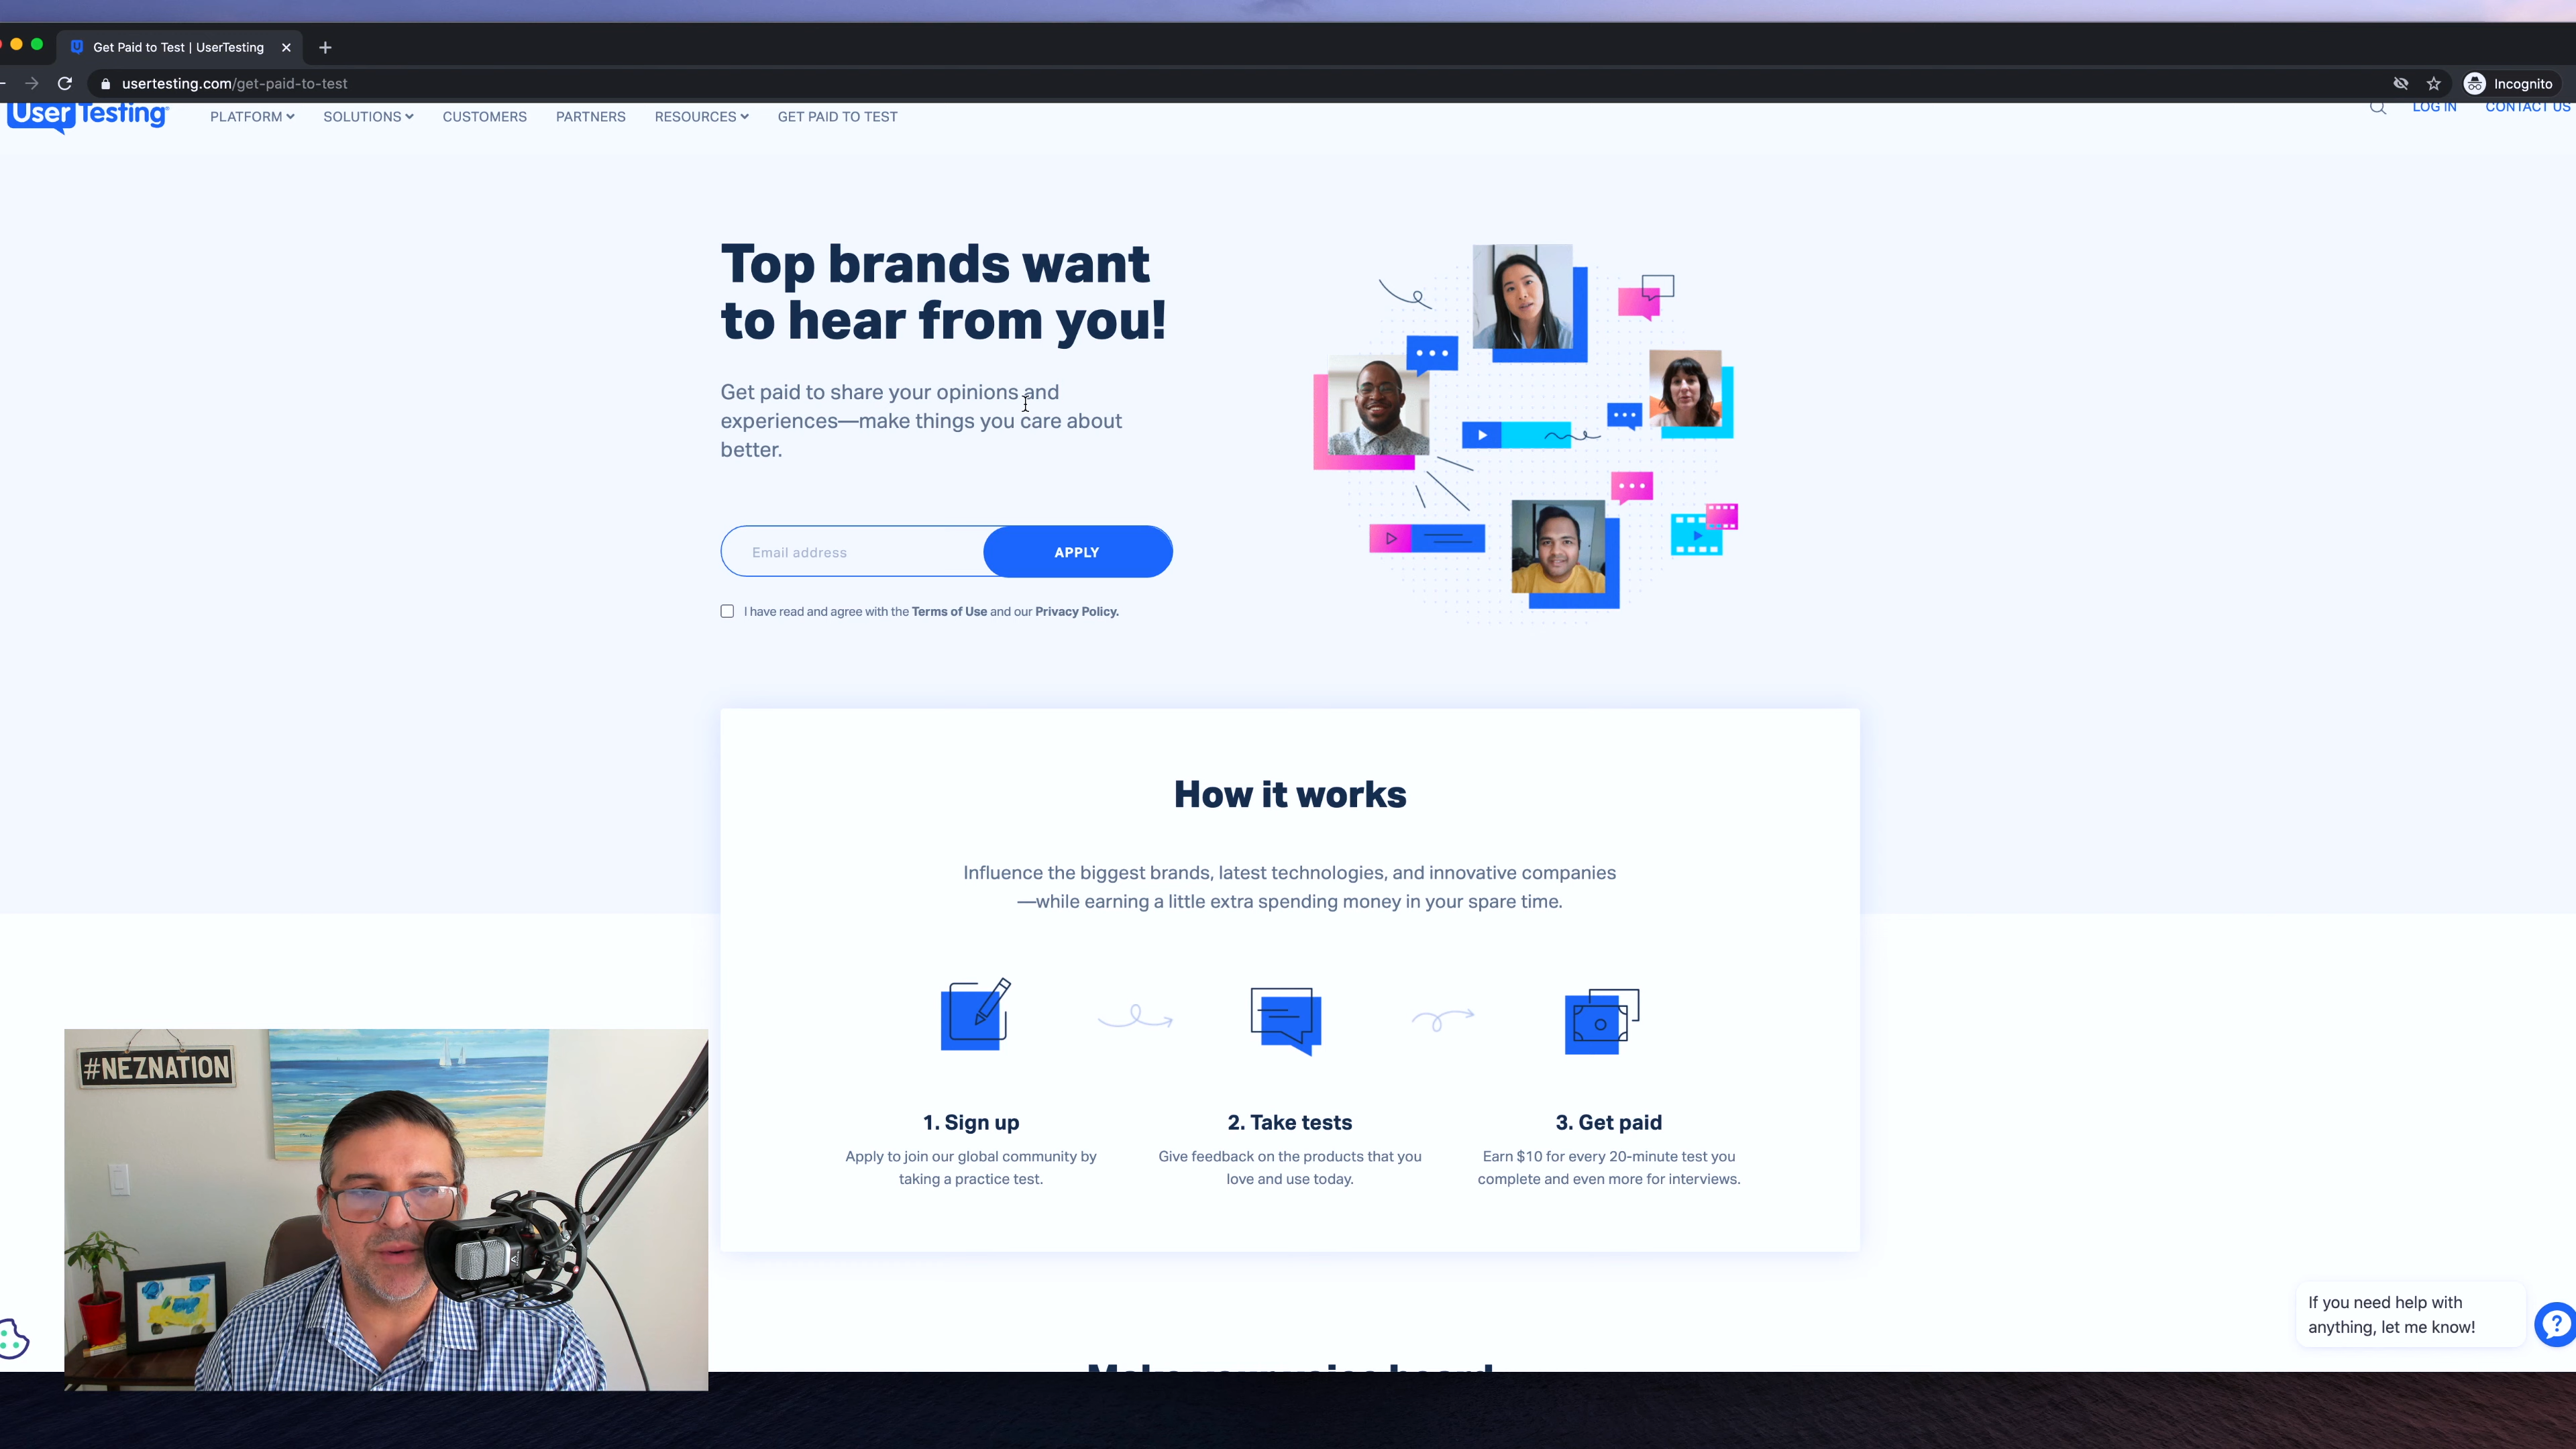 Get Paid to Test | UserTesting
usertesting.com/get-paid-to-test
Incognito
UserTesting
PLATFORM
SOLUTIONS
CUSTOMERS
PARTNERS
RESOURCES
GET PAID TO TEST
LOG IN
CONTACT US
Top brands want
to hear from you!
Get paid to share your opinions and
experiences—make things you care about
better.
Email address
APPLY
I have read and agree with the Terms of Use and our Privacy Policy.
How it works
Influence the biggest brands, latest technologies, and innovative companies
—while earning a little extra spending money in your spare time.
1. Sign up
Apply to join our global community by
taking a practice test.
2. Take tests
Give feedback on the products that you
love and use today.
3. Get paid
Earn $10 for every 20-minute test you
complete and even more for interviews.
#NEZNATION
If you need help with
anything, let me know!